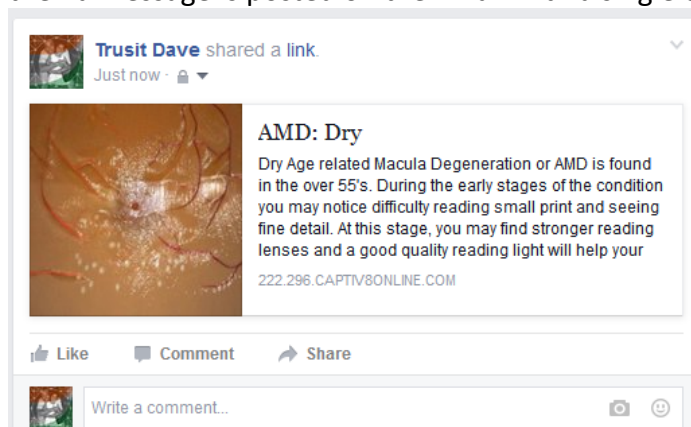 Trusit Dave shared a link.
Just now ·
AMD: Dry
Dry Age related Macula Degeneration or AMD is found
in the over 55's. During the early stages of the condition
you may notice difficulty reading small print and seeing
fine detail. At this stage, you may find stronger reading
lenses and a good quality reading light will help your
222.296.CAPTIV8ONLINE.COM
Like Comment Share
Write a comment...